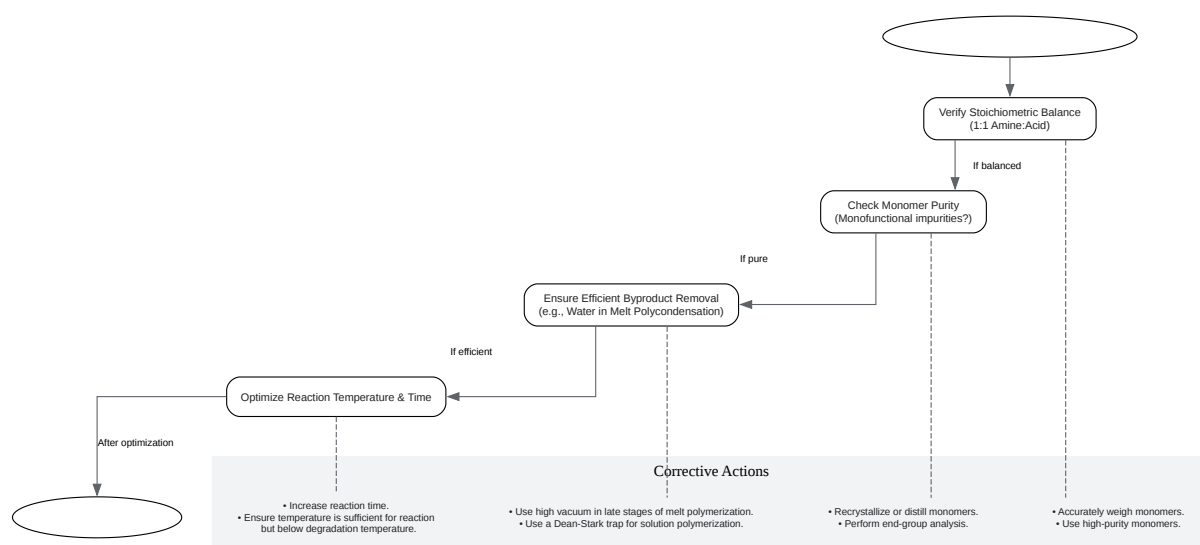 Verify Stoichiometric Balance
(1:1 Amine:Acid)
If balanced
Check Monomer Purity
(Monofunctional impurities?)
If pure
Ensure Efficient Byproduct Removal
(e.g., Water in Melt Polycondensation)
If efficient
Optimize Reaction Temperature & Time
After optimization
Corrective Actions
• Increase reaction time.
• Ensure temperature is sufficient for reaction
but below degradation temperature.
• Use high vacuum in late stages of melt polymerization.
• Use a Dean-Stark trap for solution polymerization.
• Recrystallize or distill monomers.
• Perform end-group analysis.
• Accurately weigh monomers.
• Use high-purity monomers.